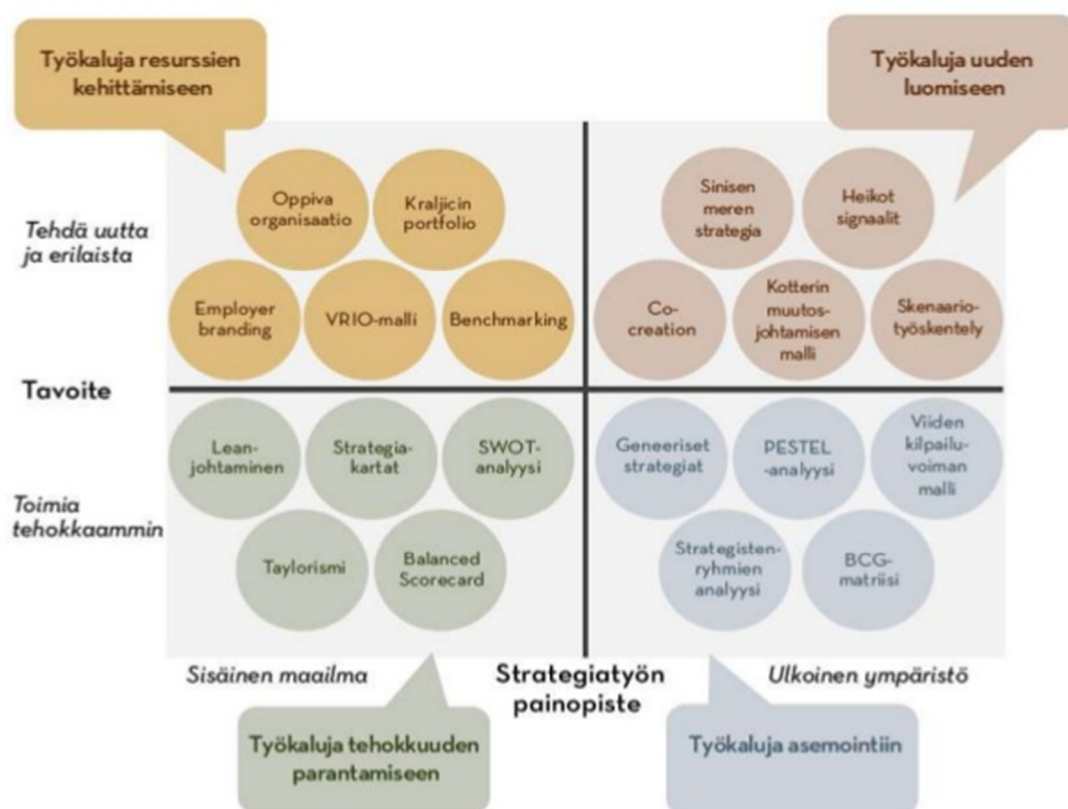 Työkaluja resurssien
kehittämiseen
Työkaluja uuden
luomiseen
Tehdä uutta
ja erilaista
Oppiva
organisaatio
Kraljicin
portfolio
Employer
branding
VRIO-malli
Benchmarking
Sinisen
meren
strategia
Heikot
signaalit
Co-
creation
Kotterin
muutos-
johtamisen
malli
Skenaario-
työskentely
Tavoite
Toimia
tehokkaammin
Lean-
johtaminen
Strategia-
kartat
SWOT-
analyysi
Taylorismi
Balanced
Scorecard
Geneeriset
strategiat
PESTEL
-analyysi
Viiden
kilpailu-
voiman
malli
Strategisten-
ryhmien
analyysi
BCG-
matriisi
Sisäinen maailma
Strategiatyön
painopiste
Ulkoinen ympäristö
Työkaluja tehokkuuden
parantamiseen
Työkaluja asemointiin